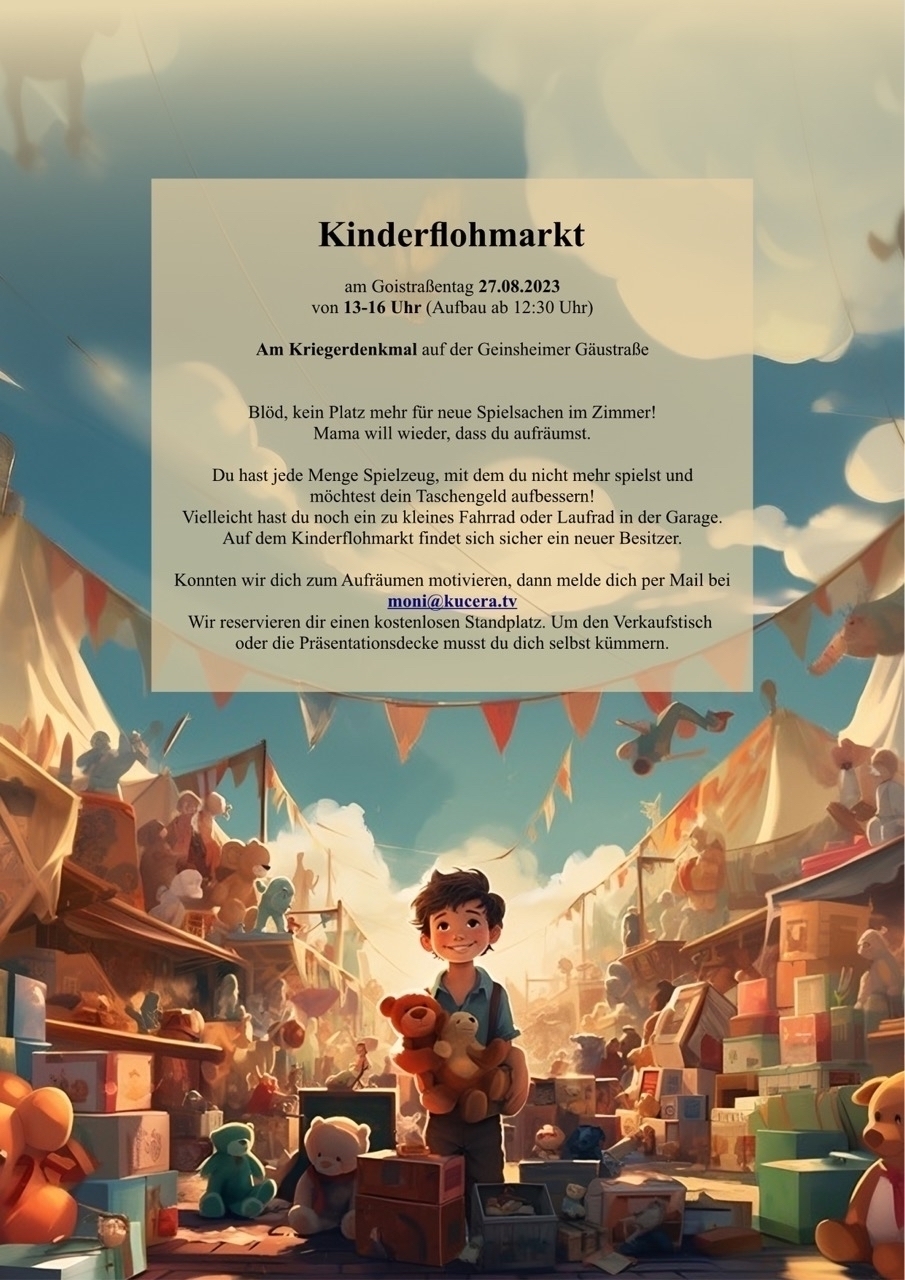 Kinderflohmarkt
am Goistraßentag 27.08.2023
von 13-16 Uhr (Aufbau ab 12:30 Uhr)
Am Kriegerdenkmal auf der Geinsheimer Gäustraße
Blöd, kein Platz mehr für neue Spielsachen im Zimmer!
Mama will wieder, dass du aufräumst.
Du hast jede Menge Spielzeug, mit dem du nicht mehr spielst und
möchtest dein Taschengeld aufbessern!
Vielleicht hast du noch ein zu kleines Fahrrad oder Laufrad in der Garage.
Auf dem Kinderflohmarkt findet sich sicher ein neuer Besitzer.
Konnten wir dich zum Aufräumen motivieren, dann melde dich per Mail bei
moni@kucera.tv
Wir reservieren dir einen kostenlosen Standplatz. Um den Verkaufstisch
oder die Präsentationsdecke musst du dich selbst kümmern.